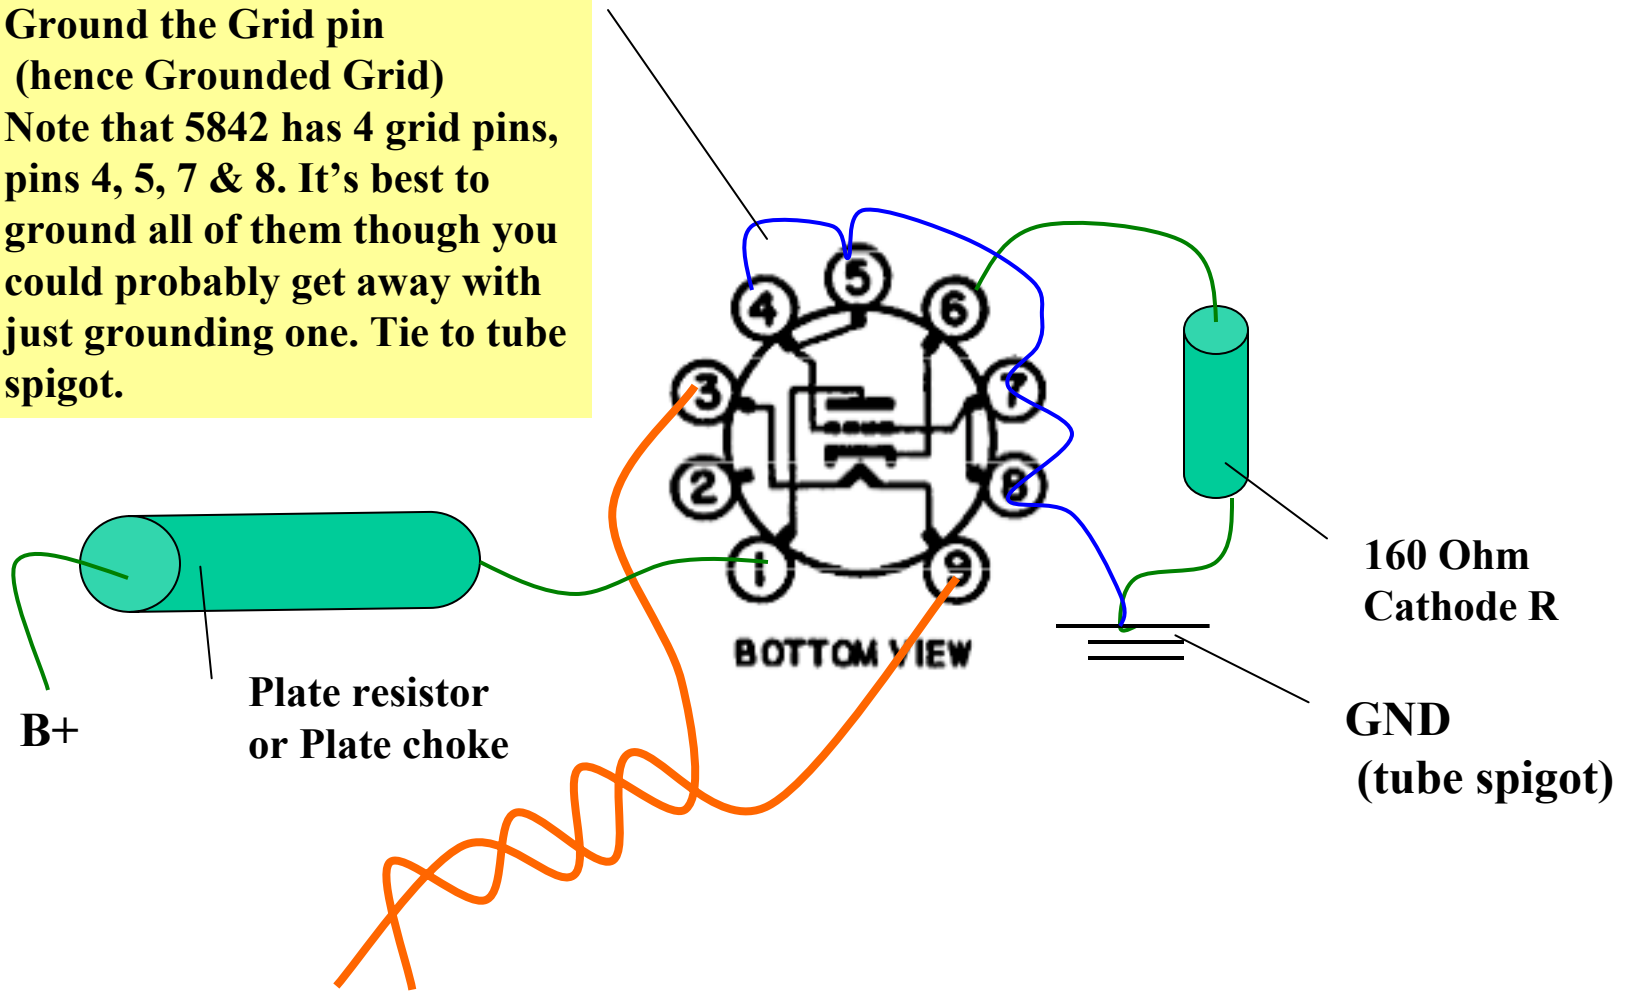 Ground the Grid pin
(hence Grounded Grid)
Note that 5842 has 4 grid pins,
pins 4, 5, 7 & 8. It’s best to
ground all of them though you
could probably get away with
just grounding one. Tie to tube
spigot.
5
4
6
3
7
2
8
1
9
BOTTOM VIEW
160 Ohm
Cathode R
Plate resistor
or Plate choke
B+
GND
(tube spigot)